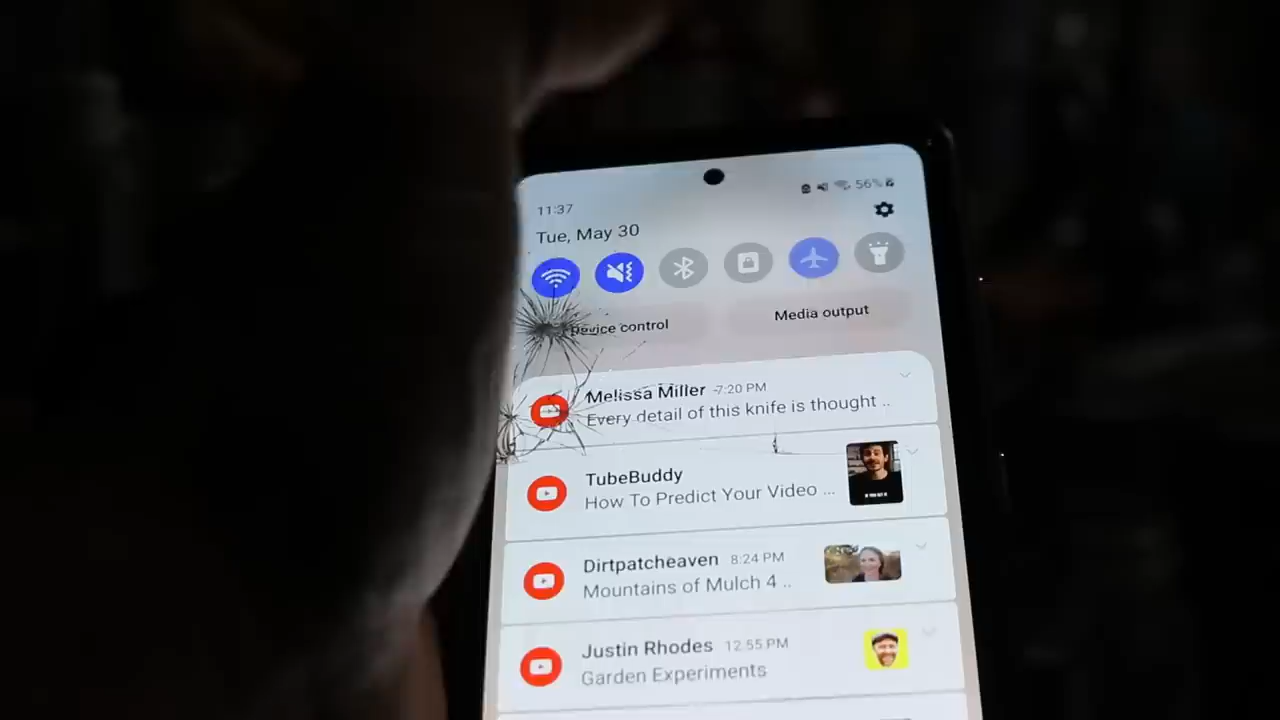 11:37
56%
Tue, May 30
Device control
Media output
Melissa Miller 7:20 PM
Every detail of this knife is thought ..
TubeBuddy
How To Predict Your Video ...
Dirtpatcheaven 8:24 PM
Mountains of Mulch 4 ..
Justin Rhodes 12:55 PM
Garden Experiments